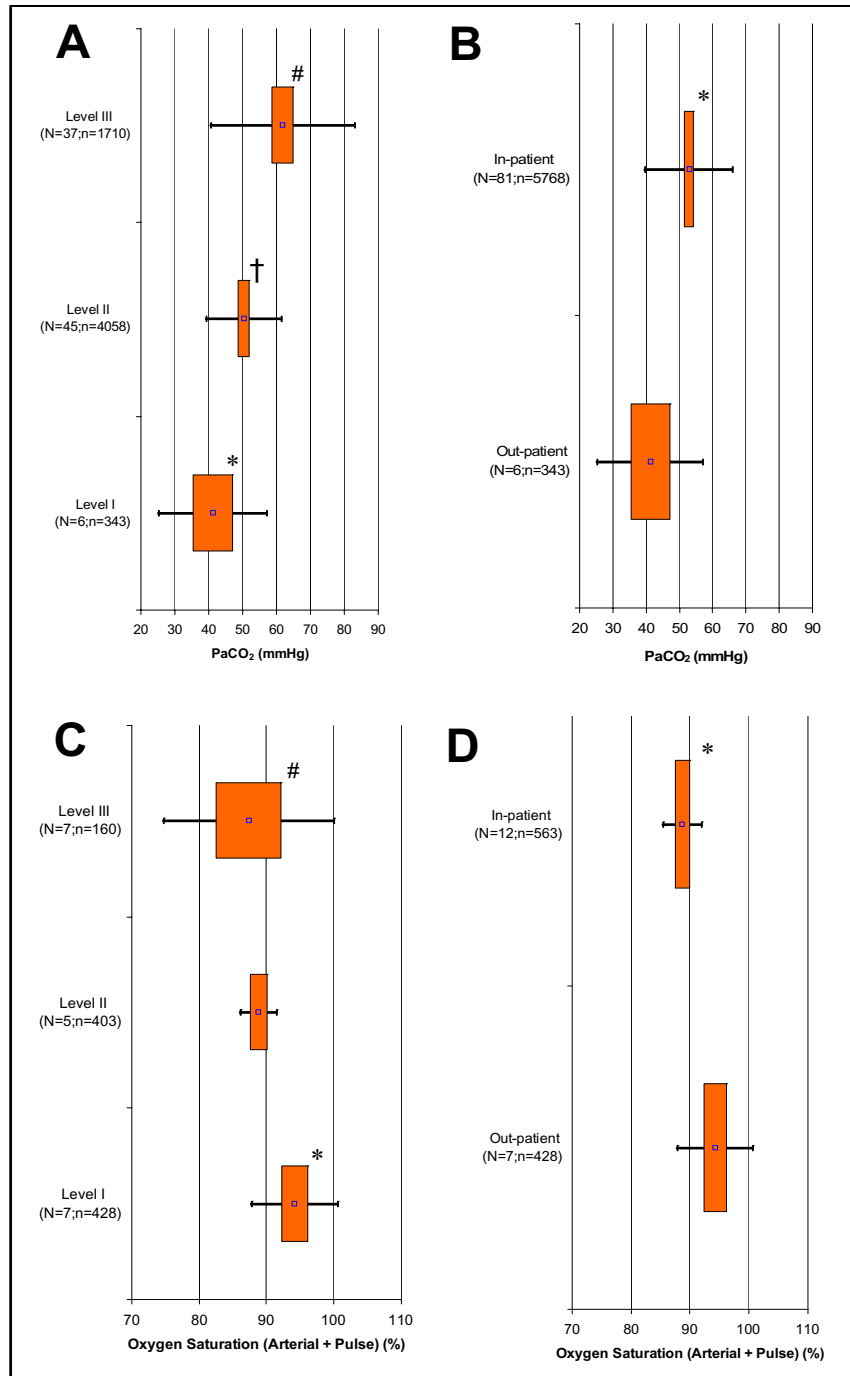 A
#
Level III
(N=37;n=1710)
†
Level II
(N=45;n=4058)
*
Level I
(N=6;n=343)
20 30 40 50 60 70 80 90
PaCO₂ (mmHg)
B
*
In-patient
(N=81;n=5768)
Out-patient
(N=6;n=343)
20 30 40 50 60 70 80 90
PaCO₂ (mmHg)
C
#
Level III
(N=7;n=160)
Level II
(N=5;n=403)
*
Level I
(N=7;n=428)
70 80 90 100 110
Oxygen Saturation (Arterial + Pulse) (%)
D
*
In-patient
(N=12;n=563)
Out-patient
(N=7;n=428)
70 80 90 100 110
Oxygen Saturation (Arterial + Pulse) (%)